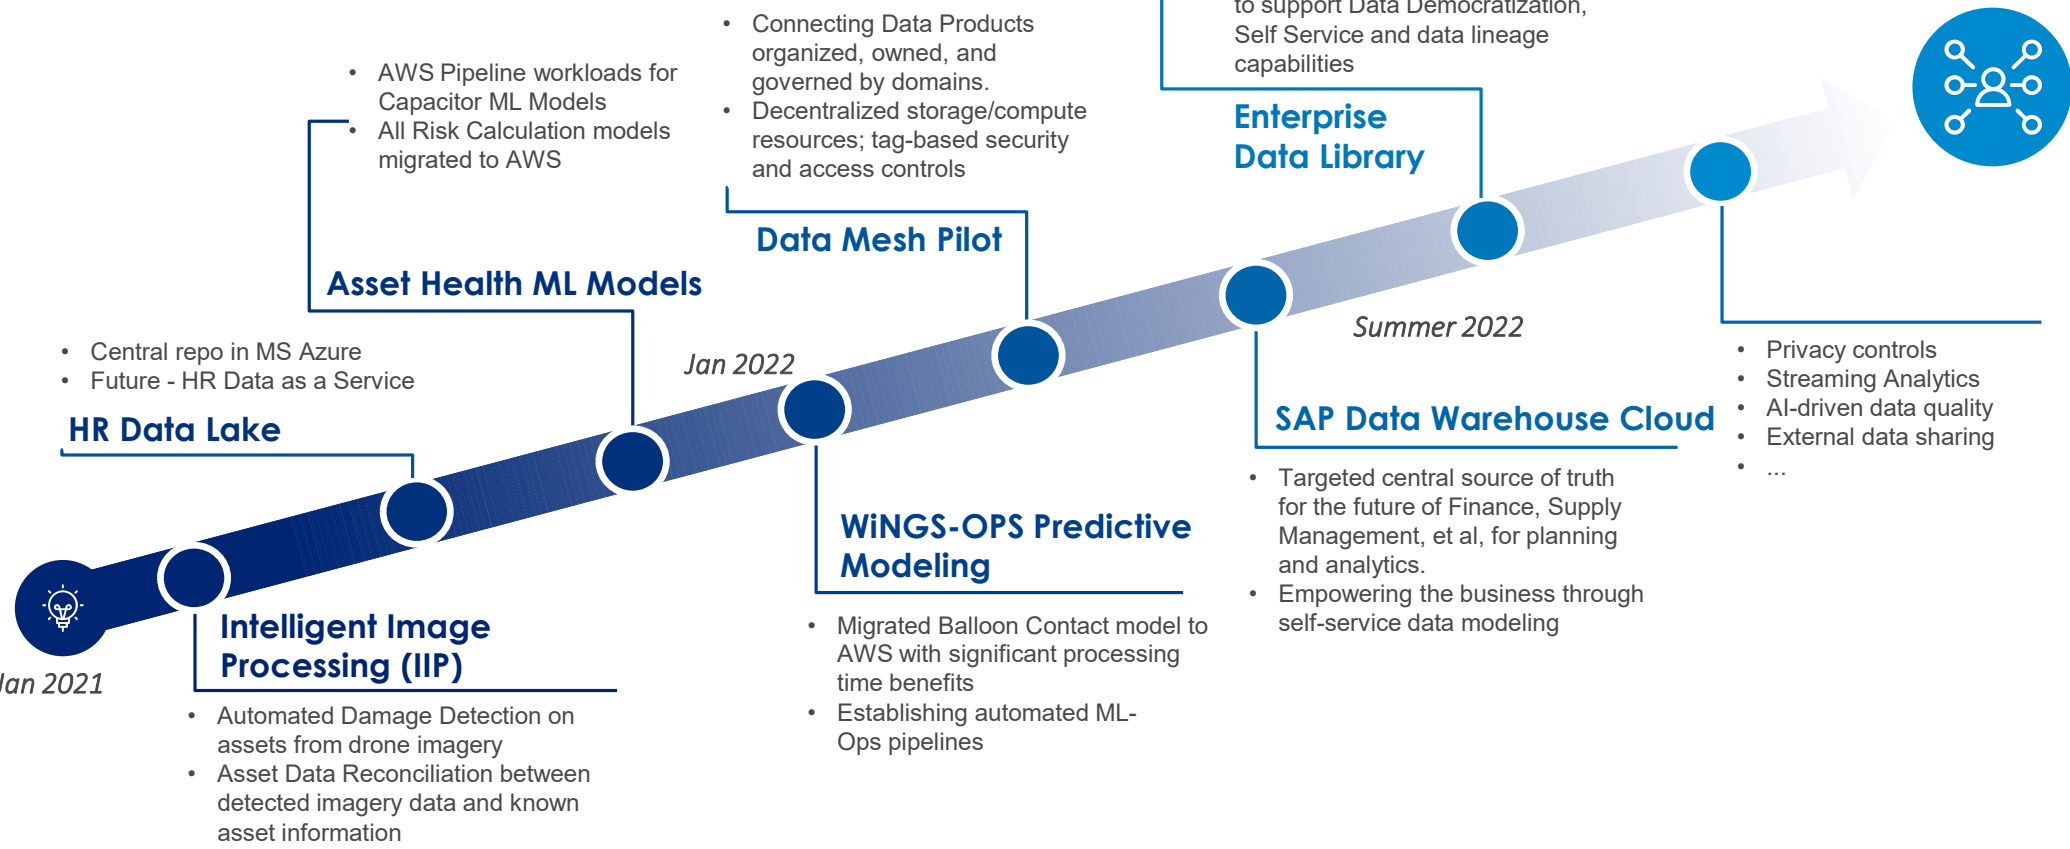 to support Data Democratization,
Self Service and data lineage
capabilities
Enterprise
Data Library
• Connecting Data Products
organized, owned, and
governed by domains.
• Decentralized storage/compute
resources; tag-based security
and access controls
Data Mesh Pilot
• AWS Pipeline workloads for
Capacitor ML Models
• All Risk Calculation models
migrated to AWS
Asset Health ML Models
• Central repo in MS Azure
• Future - HR Data as a Service
HR Data Lake
Jan 2022
Summer 2022
Jan 2021
Intelligent Image
Processing (IIP)
• Automated Damage Detection on
assets from drone imagery
• Asset Data Reconciliation between
detected imagery data and known
asset information
WiNGS-OPS Predictive
Modeling
• Migrated Balloon Contact model to
AWS with significant processing
time benefits
• Establishing automated ML-
Ops pipelines
SAP Data Warehouse Cloud
• Targeted central source of truth
for the future of Finance, Supply
Management, et al, for planning
and analytics.
• Empowering the business through
self-service data modeling
• Privacy controls
• Streaming Analytics
• AI-driven data quality
• External data sharing
• ...